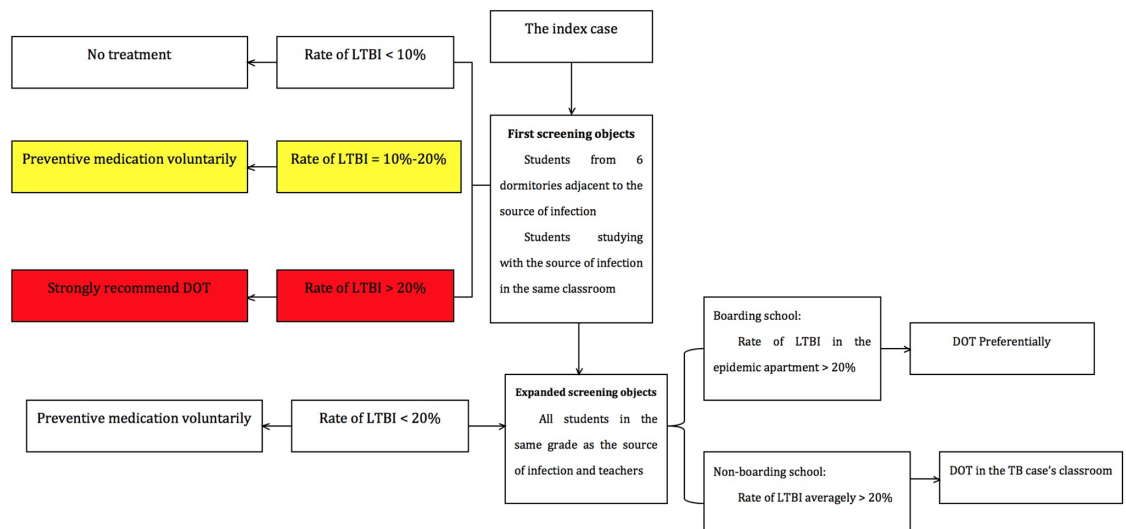 The index case
No treatment
Rate of LTBI < 10%
First screening objects
Students from 6
dormitories adjacent to the
source of infection
Students studying
with the source of infection
in the same classroom
Preventive medication voluntarily
Rate of LTBI = 10%-20%
Strongly recommend DOT
Rate of LTBI > 20%
Boarding school:
Rate of LTBI in the
epidemic apartment > 20%
DOT Preferentially
Preventive medication voluntarily
Rate of LTBI < 20%
Expanded screening objects
All students in the
same grade as the source
of infection and teachers
Non-boarding school:
Rate of LTBI averagely > 20%
DOT in the TB case's classroom